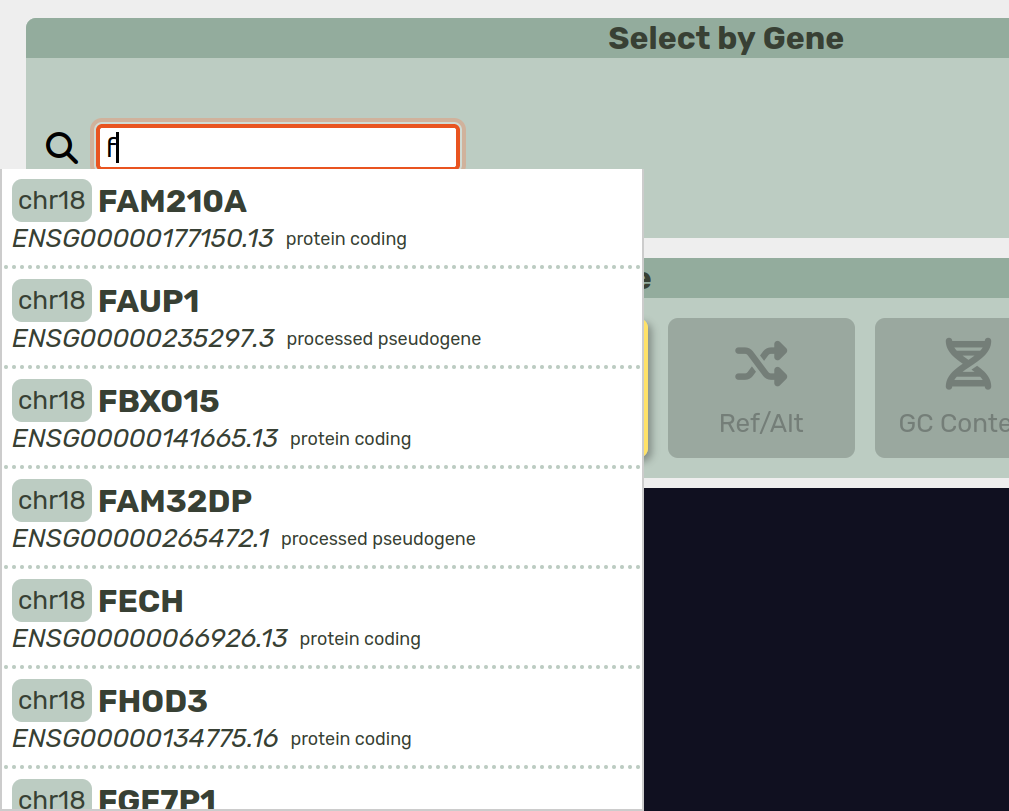 Select by Gene
f
chr18 FAM210A
ENSG00000177150.13 protein coding
chr18 FAUP1
ENSG00000235297.3 processed pseudogene
chr18 FBXO15
ENSG00000141665.13 protein coding
chr18 FAM32DP
ENSG00000265472.1 processed pseudogene
chr18 FECH
ENSG00000066926.13 protein coding
chr18 FHOD3
ENSG00000134775.16 protein coding
chr18 FGF7P1
Ref/Alt
GC Conte